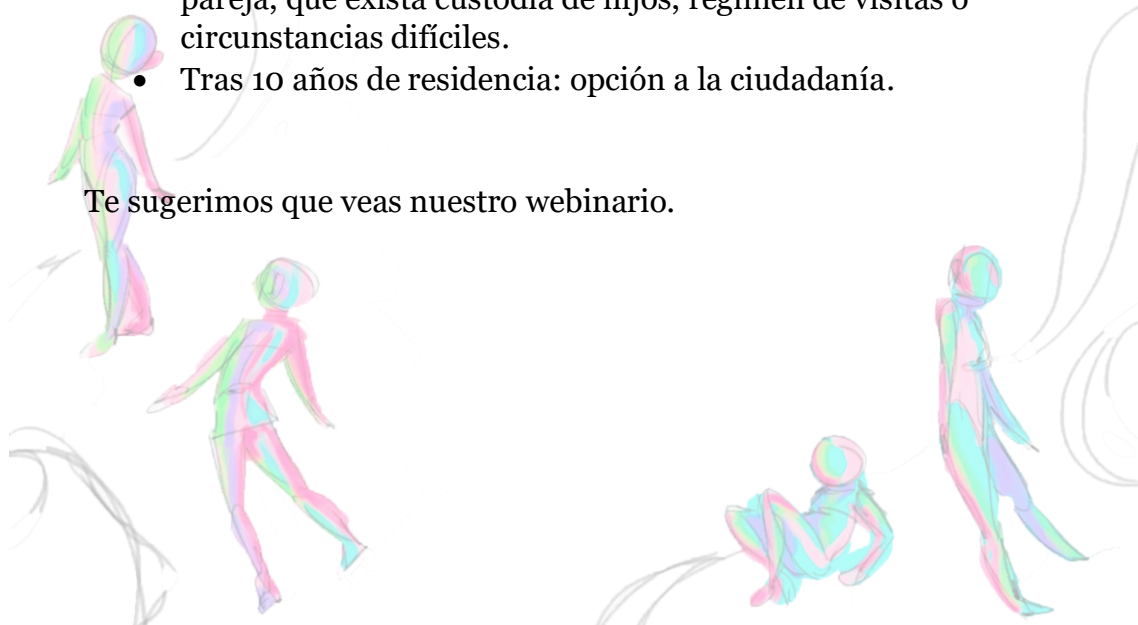 pareja, que exista custodia de hijos, régimen de visitas o
circunstancias difíciles.
• Tras 10 años de residencia: opción a la ciudadanía.
Te sugerimos que veas nuestro webinario.